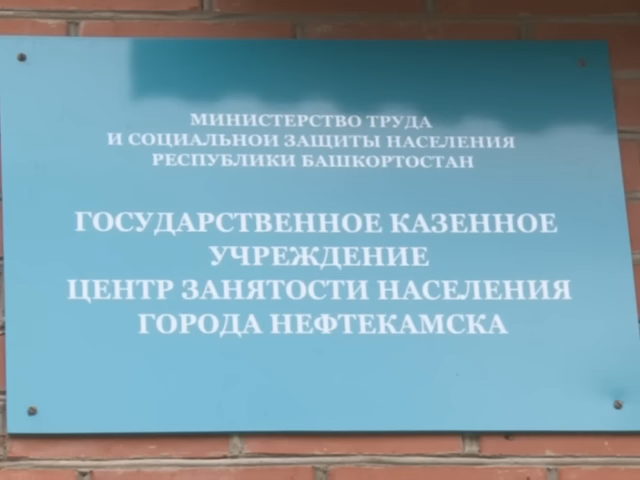 МИНИСТЕРСТВО ТРУДА
И СОЦИАЛЬНОЙ ЗАЩИТЫ НАСЕЛЕНИЯ
РЕСПУБЛИКИ БАШКОРТОСТАН
ГОСУДАРСТВЕННОЕ КАЗЕННОЕ
УЧРЕЖДЕНИЕ
ЦЕНТР ЗАНЯТОСТИ НАСЕЛЕНИЯ
ГОРОДА НЕФТЕКАМСКА